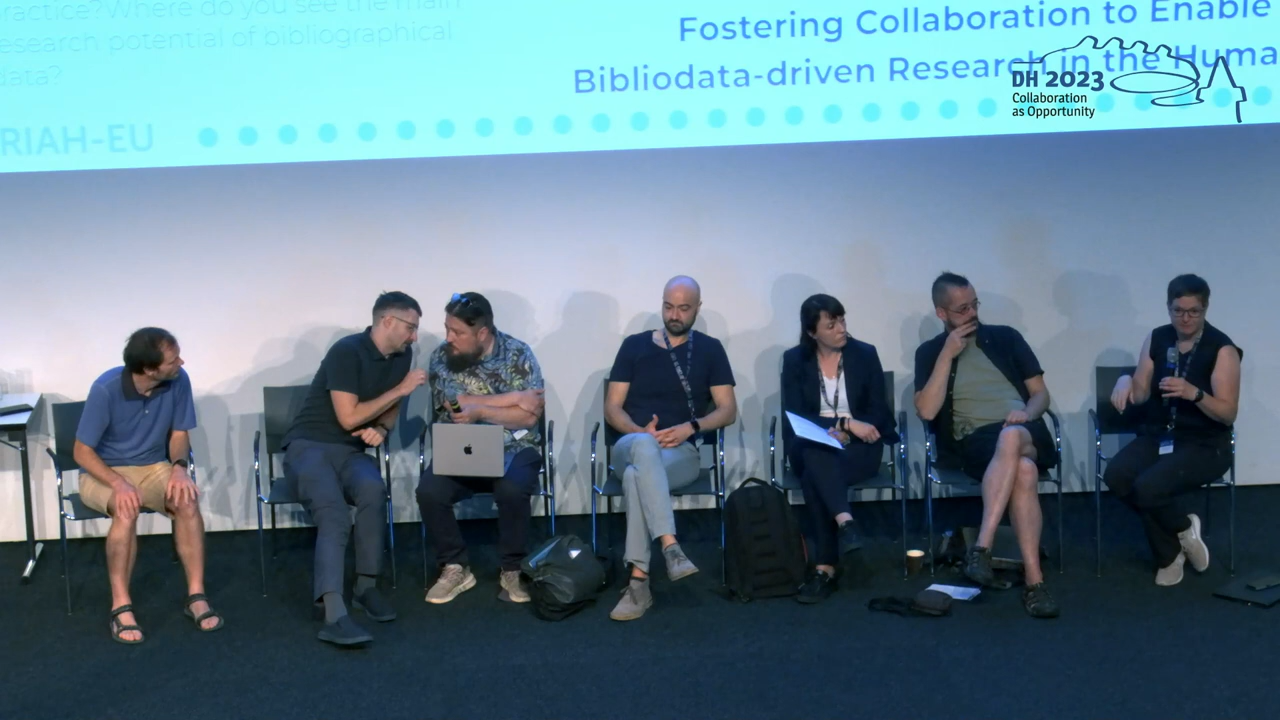 practice?Where do you see the main
research potential of bibliographical
data?
RIAH-EU
Fostering Collaboration to Enable
Bibliodata-driven Research in the Huma
DH 2023
Collaboration
as Opportunity